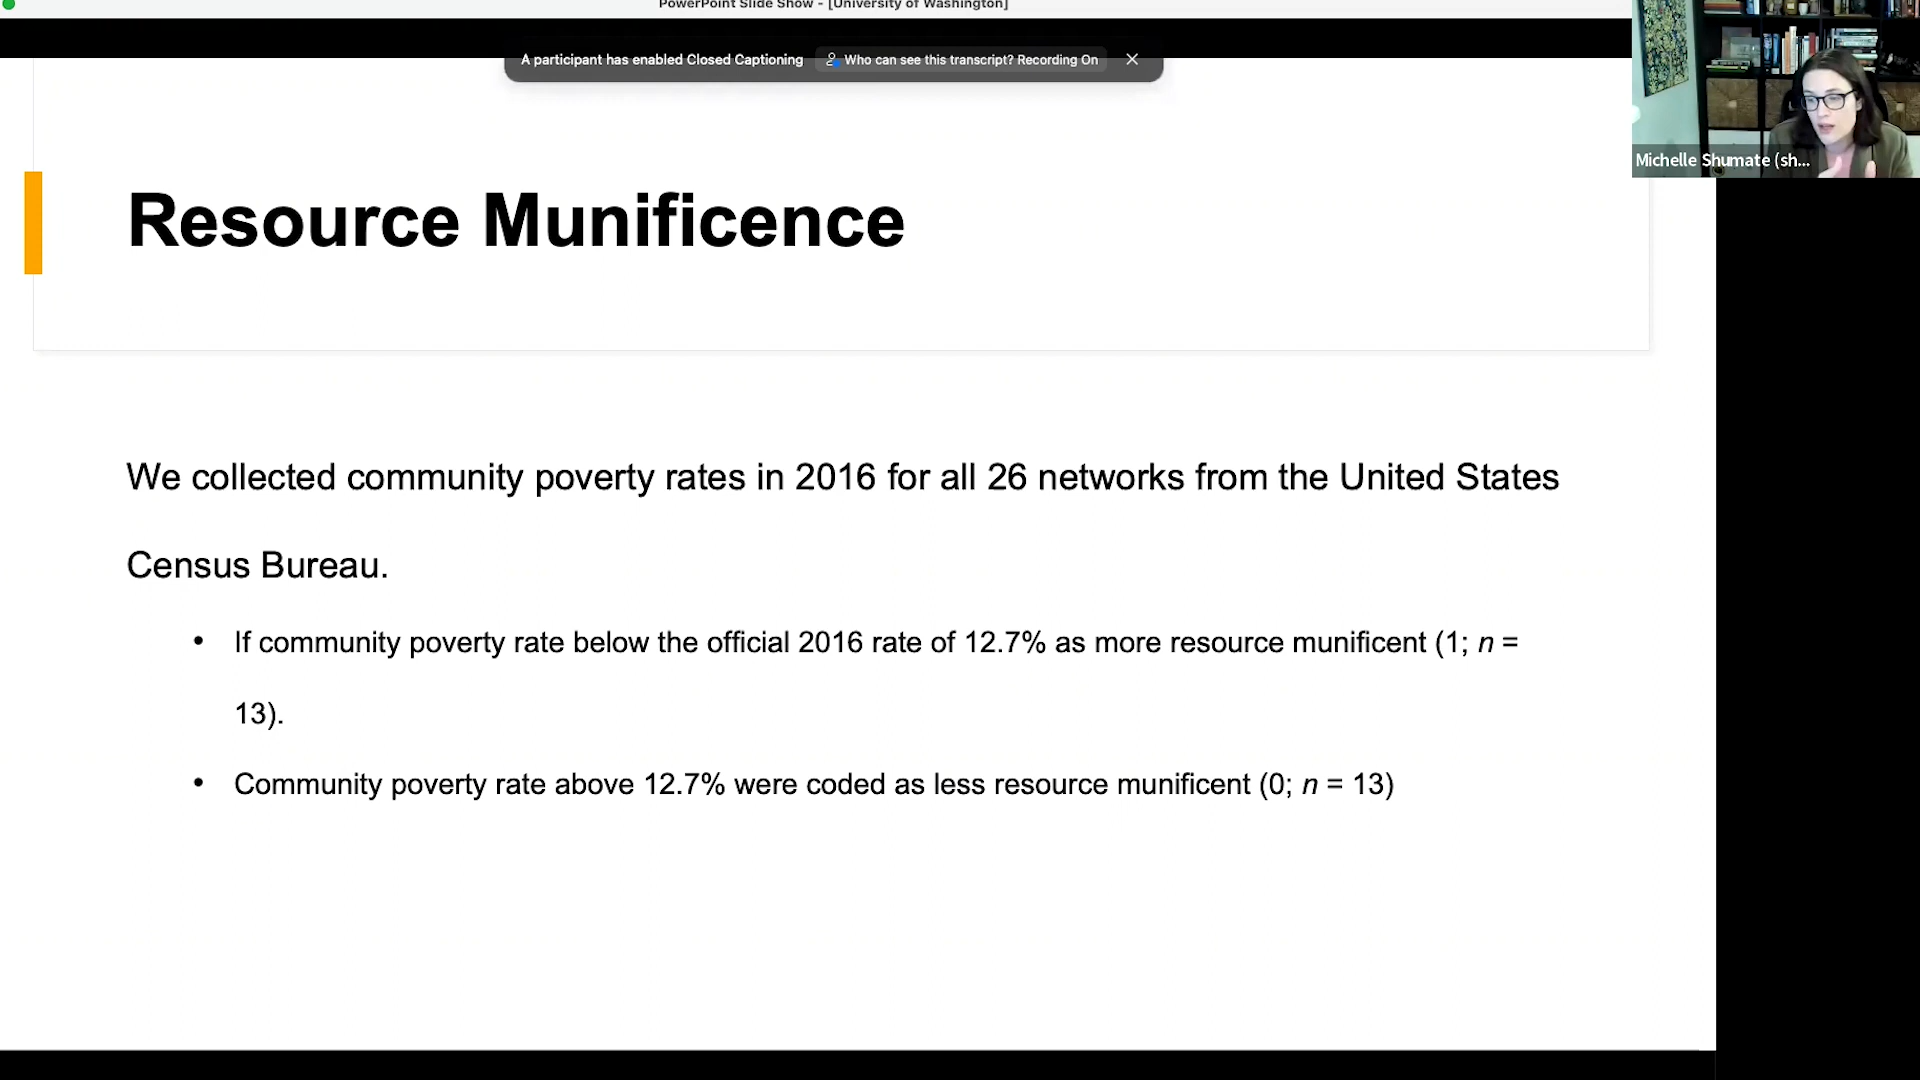 PowerPoint Slide Show - [University of Washington]
A participant has enabled Closed Captioning Who can see this transcript? Recording On
Michelle Shumate (sh...
Resource Munificence
We collected community poverty rates in 2016 for all 26 networks from the United States
Census Bureau.
• If community poverty rate below the official 2016 rate of 12.7% as more resource munificent (1; n =
13).
• Community poverty rate above 12.7% were coded as less resource munificent (0; n = 13)